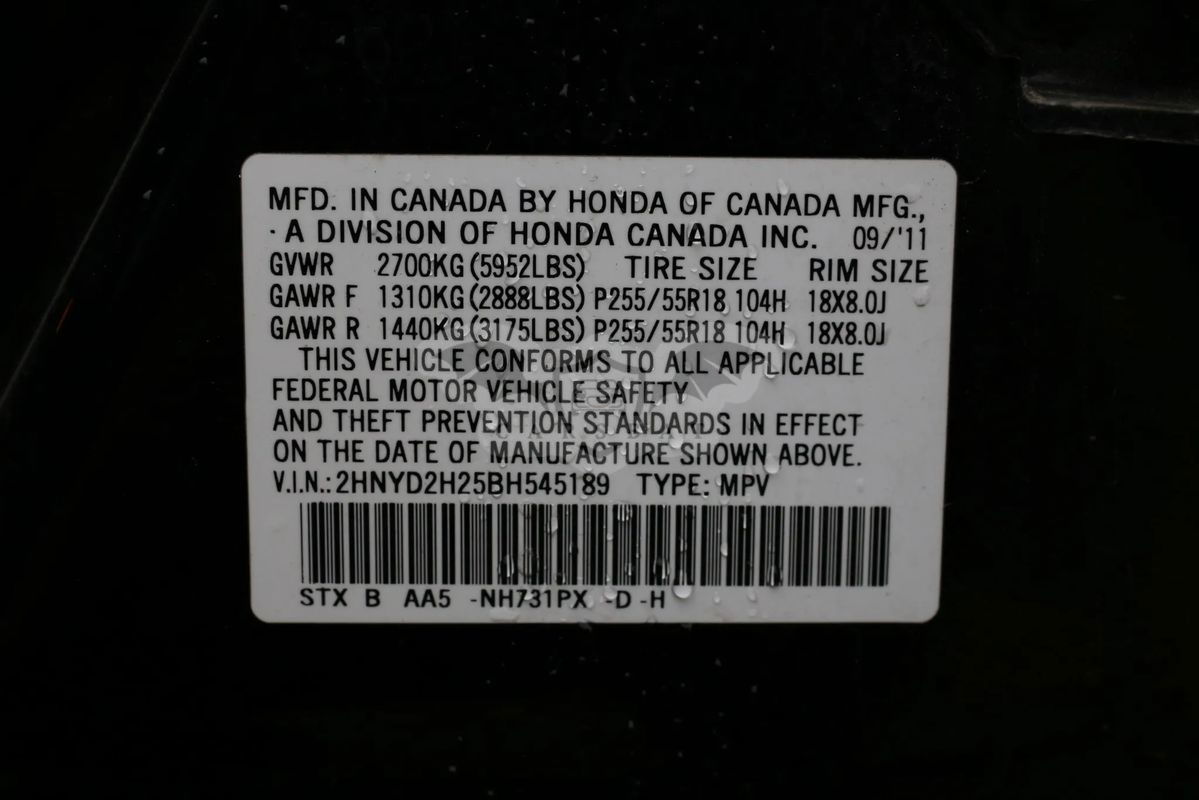 MFD. IN CANADA BY HONDA OF CANADA MFG.,
· A DIVISION OF HONDA CANADA INC. 09/'11
GVWR 2700KG (5952LBS) TIRE SIZE RIM SIZE
GAWR F 1310KG (2888LBS) P255/55R18 104H 18X8.0J
GAWR R 1440KG (3175LBS) P255/55R18 104H 18X8.0J
THIS VEHICLE CONFORMS TO ALL APPLICABLE
FEDERAL MOTOR VEHICLE SAFETY
AND THEFT PREVENTION STANDARDS IN EFFECT
ON THE DATE OF MANUFACTURE SHOWN ABOVE.
V.I.N.: 2HNYD2H25BH545189 TYPE: MPV
STX B AA5 -NH731PX -D -H